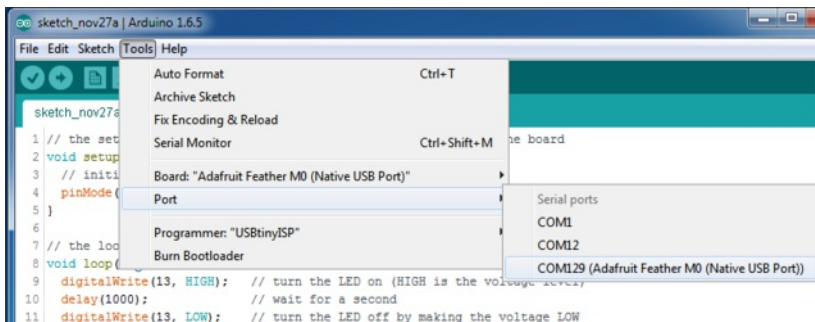 sketch_nov27a | Arduino 1.6.5
File Edit Sketch Tools Help
Auto Format Ctrl+T
Archive Sketch
Fix Encoding & Reload
Serial Monitor Ctrl+Shift+M
Board: "Adafruit Feather M0 (Native USB Port)"
Port
Programmer: "USBtinyISP"
Burn Bootloader
Serial ports
COM1
COM12
COM129 (Adafruit Feather M0 (Native USB Port))
sketch_nov27a
1 // the set
board
2 void setup
3 // initi
4 pinMode(
5 }
6
7 // the loo
8 void loop(
9 digitalWrite(13, HIGH); // turn the LED on (HIGH is the voltage level)
10 delay(1000); // wait for a second
11 digitalWrite(13, LOW); // turn the LED off by making the voltage LOW